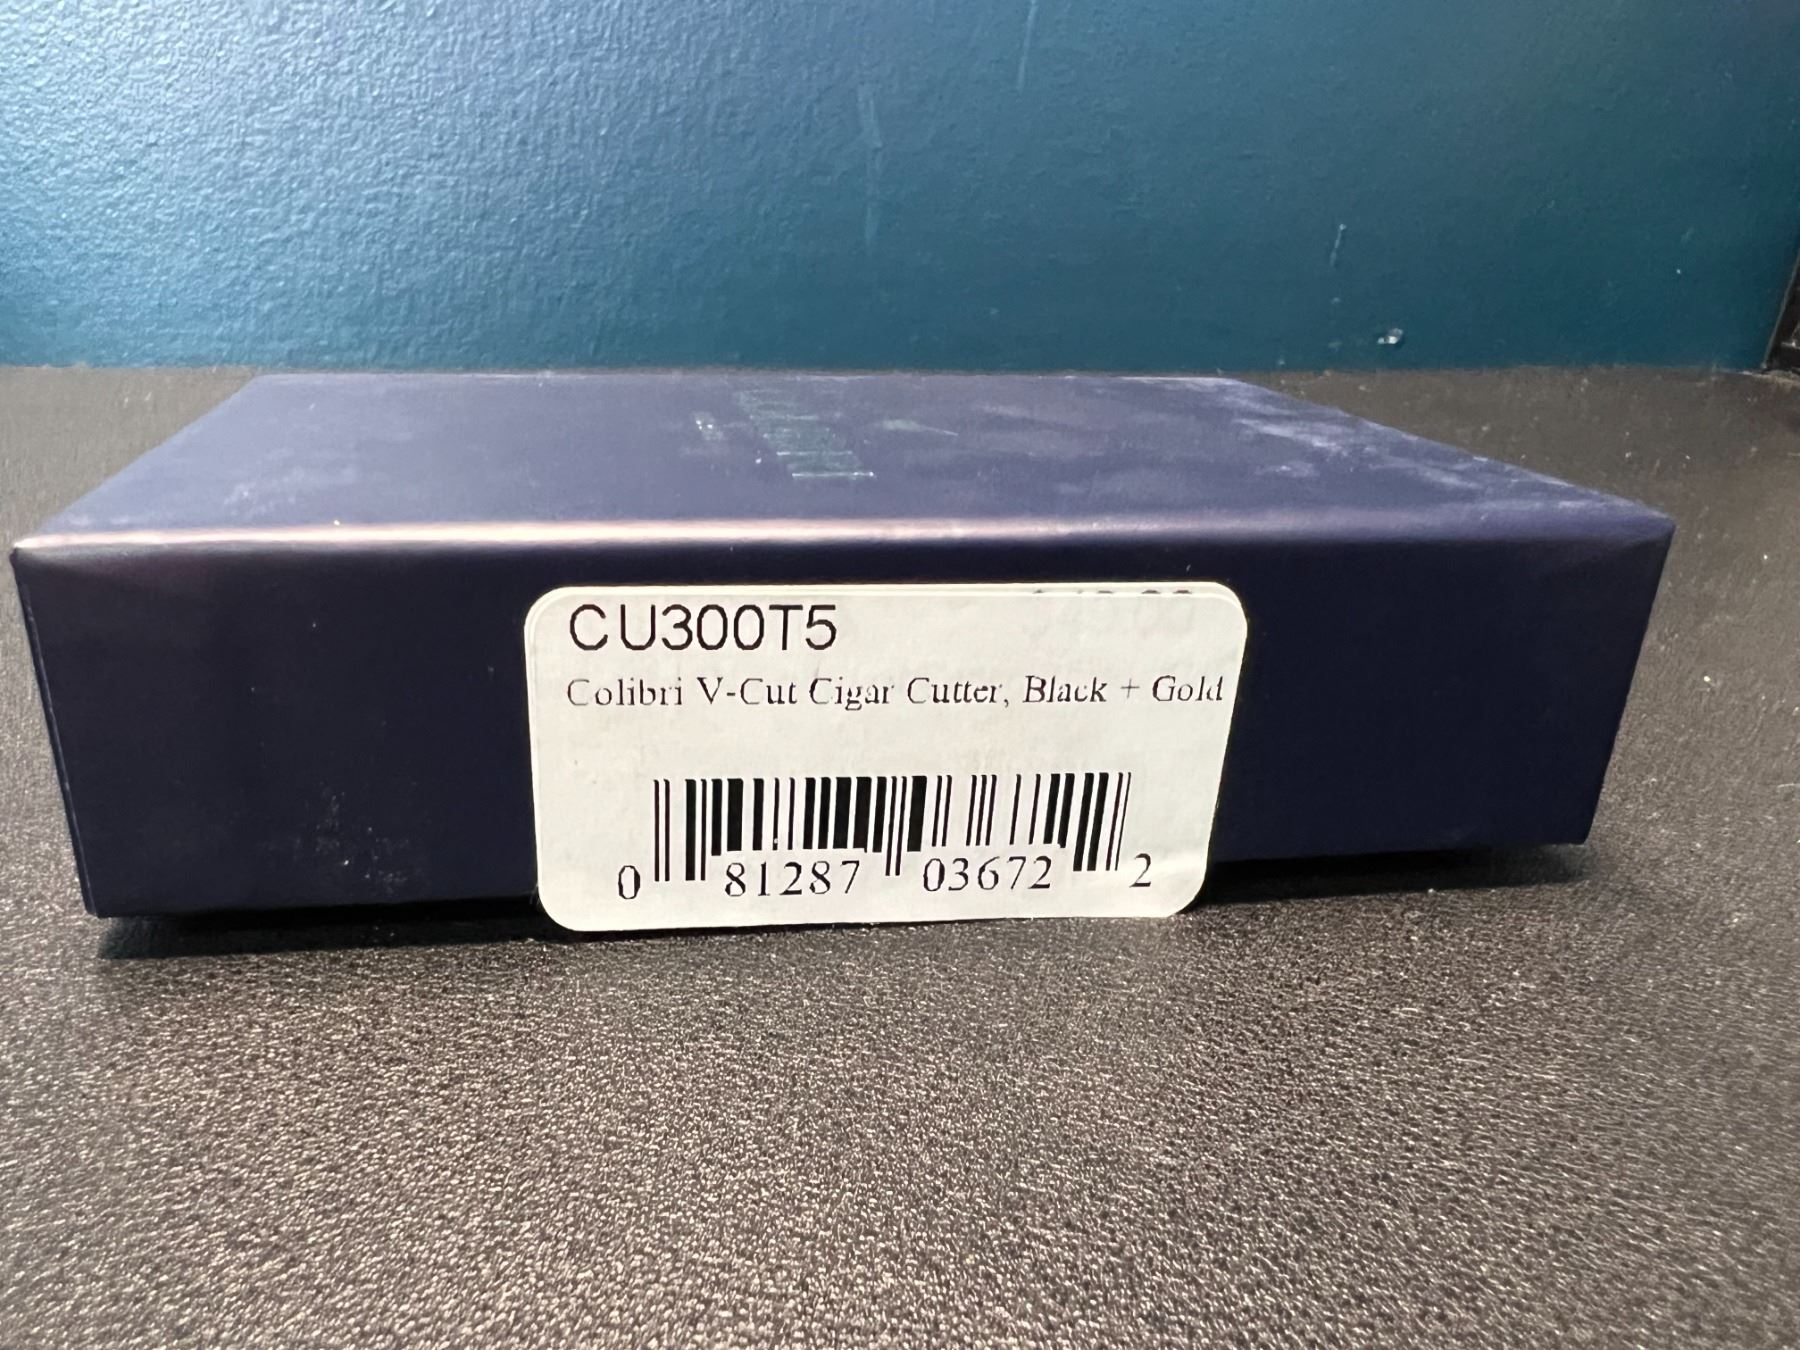 CU300T5
Colibri V-Cut Cigar Cutter, Black + Gold
0 81287 03672 2